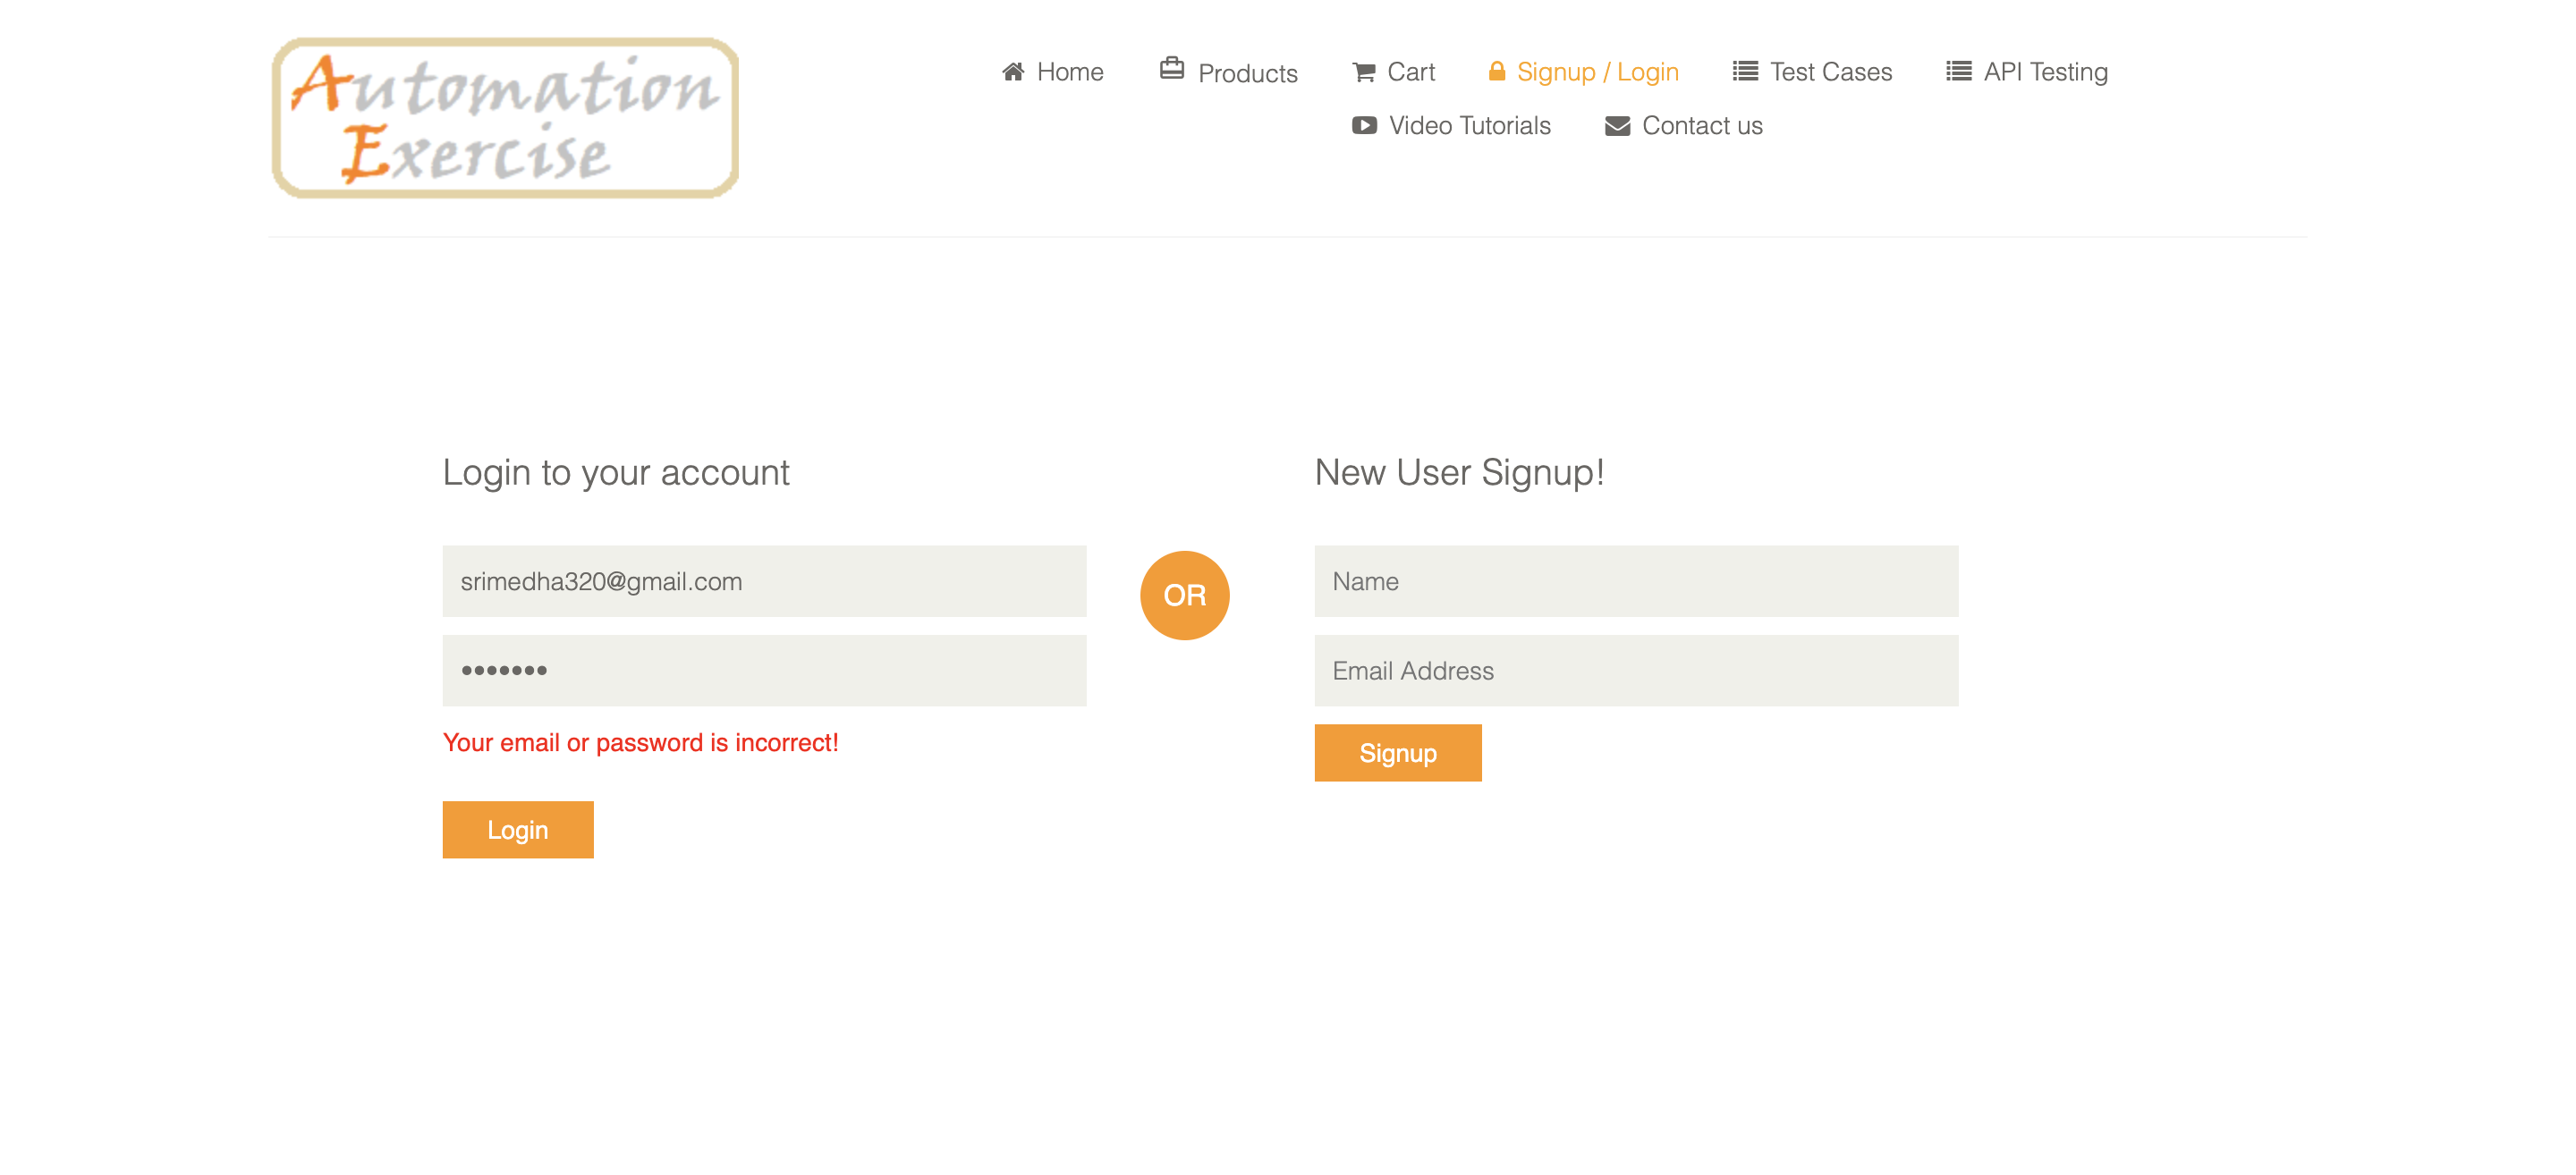 Automation
Exercise
Home Products Cart Signup / Login Test Cases API Testing
Video Tutorials Contact us
Login to your account
srimedha320@gmail.com
•••••••
Your email or password is incorrect!
Login
OR
New User Signup!
Name
Email Address
Signup